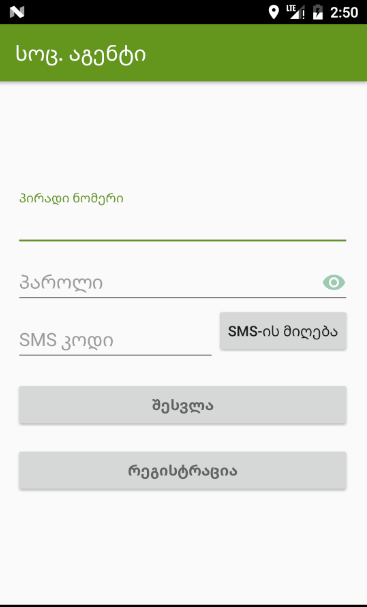 LTE 2:50
სოც. აგენტი
პირადი ნომერი
პაროლი
SMS კოდი
SMS-ის მიღება
შესვლა
რეგისტრაცია